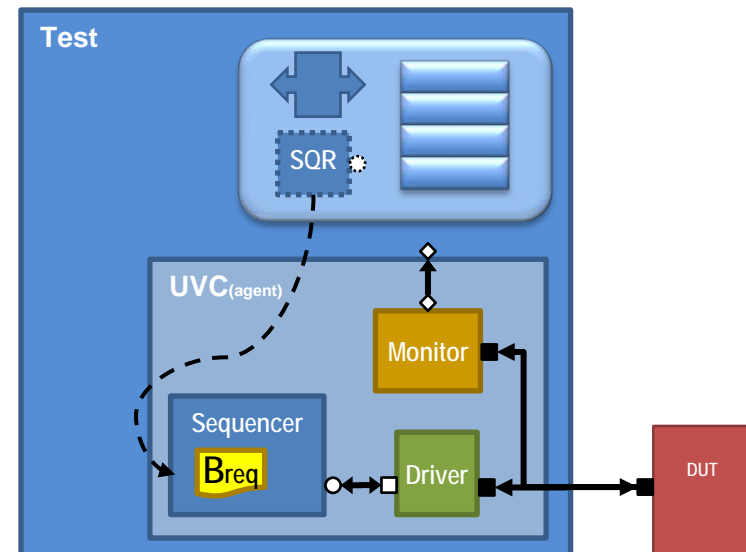 Test
SQR
UVC(agent)
Monitor
Sequencer
Breq
Driver
DUT